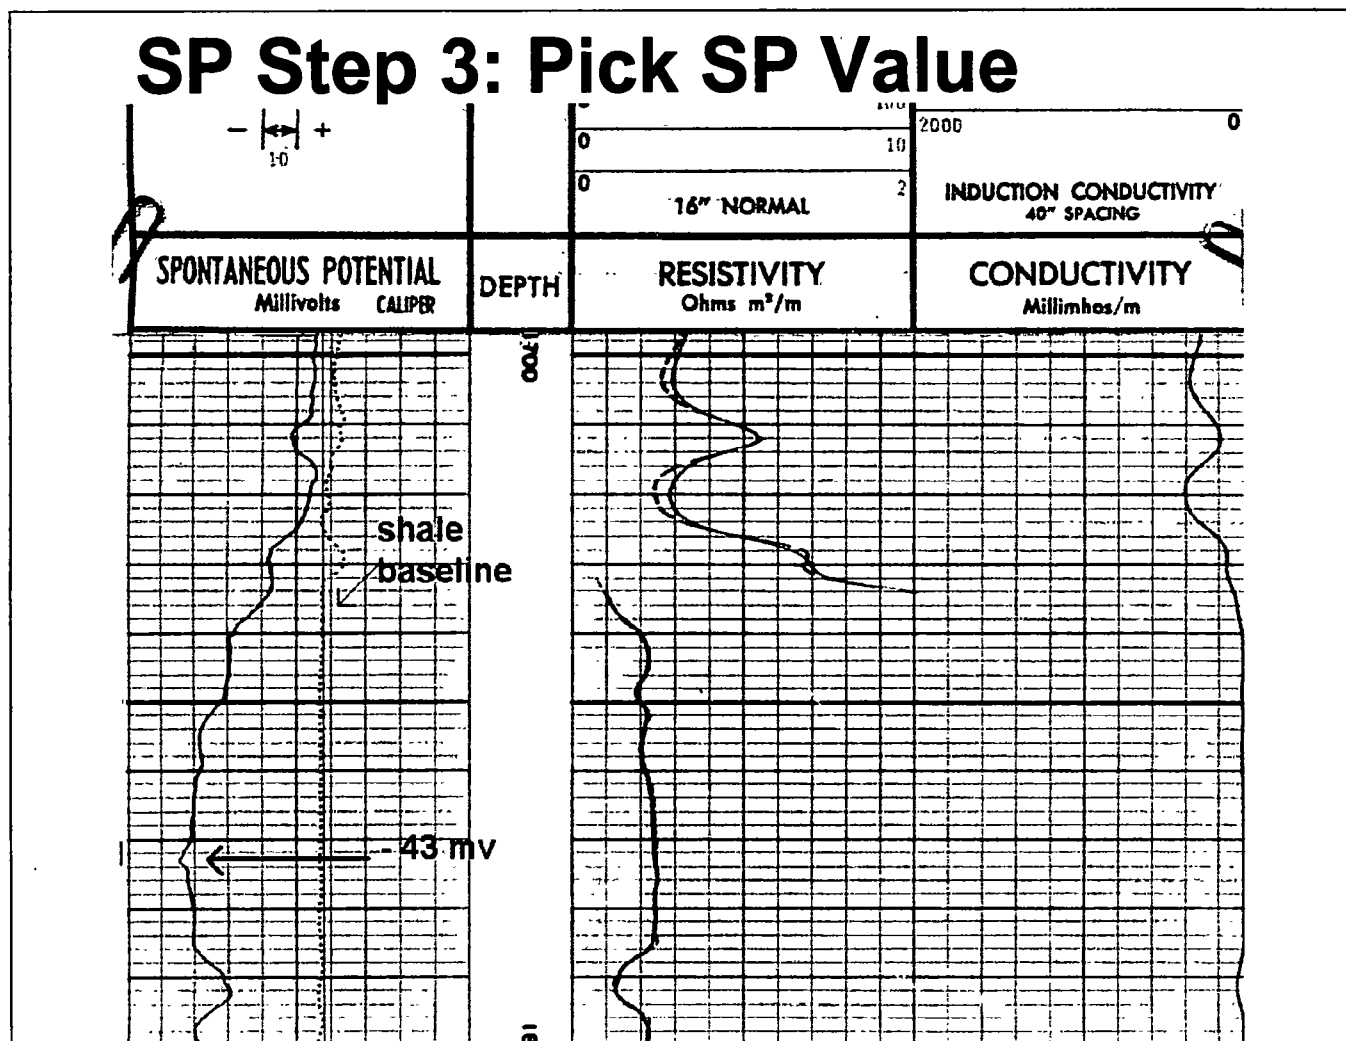 SP Step 3: Pick SP Value
- +
10
0 10
0 2
16" NORMAL
2000 0
INDUCTION CONDUCTIVITY
40" SPACING
SPONTANEOUS POTENTIAL
Millivolts CALIPER
DEPTH
RESISTIVITY
Ohms m²/m
CONDUCTIVITY
Millimhos/m
shale
baseline
- 43 mv